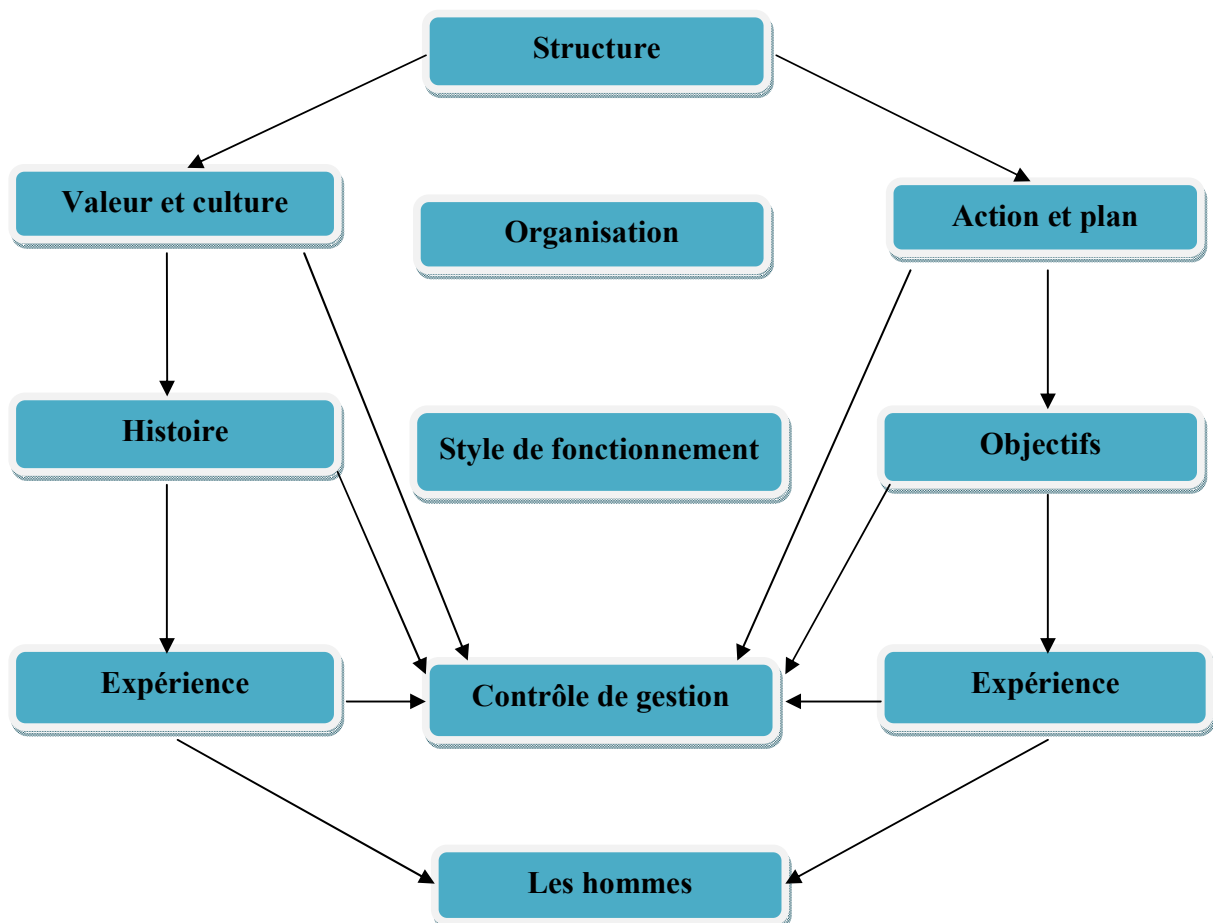 Structure
Valeur et culture
Organisation
Action et plan
Histoire
Style de fonctionnement
Objectifs
Expérience
Contrôle de gestion
Expérience
Les hommes